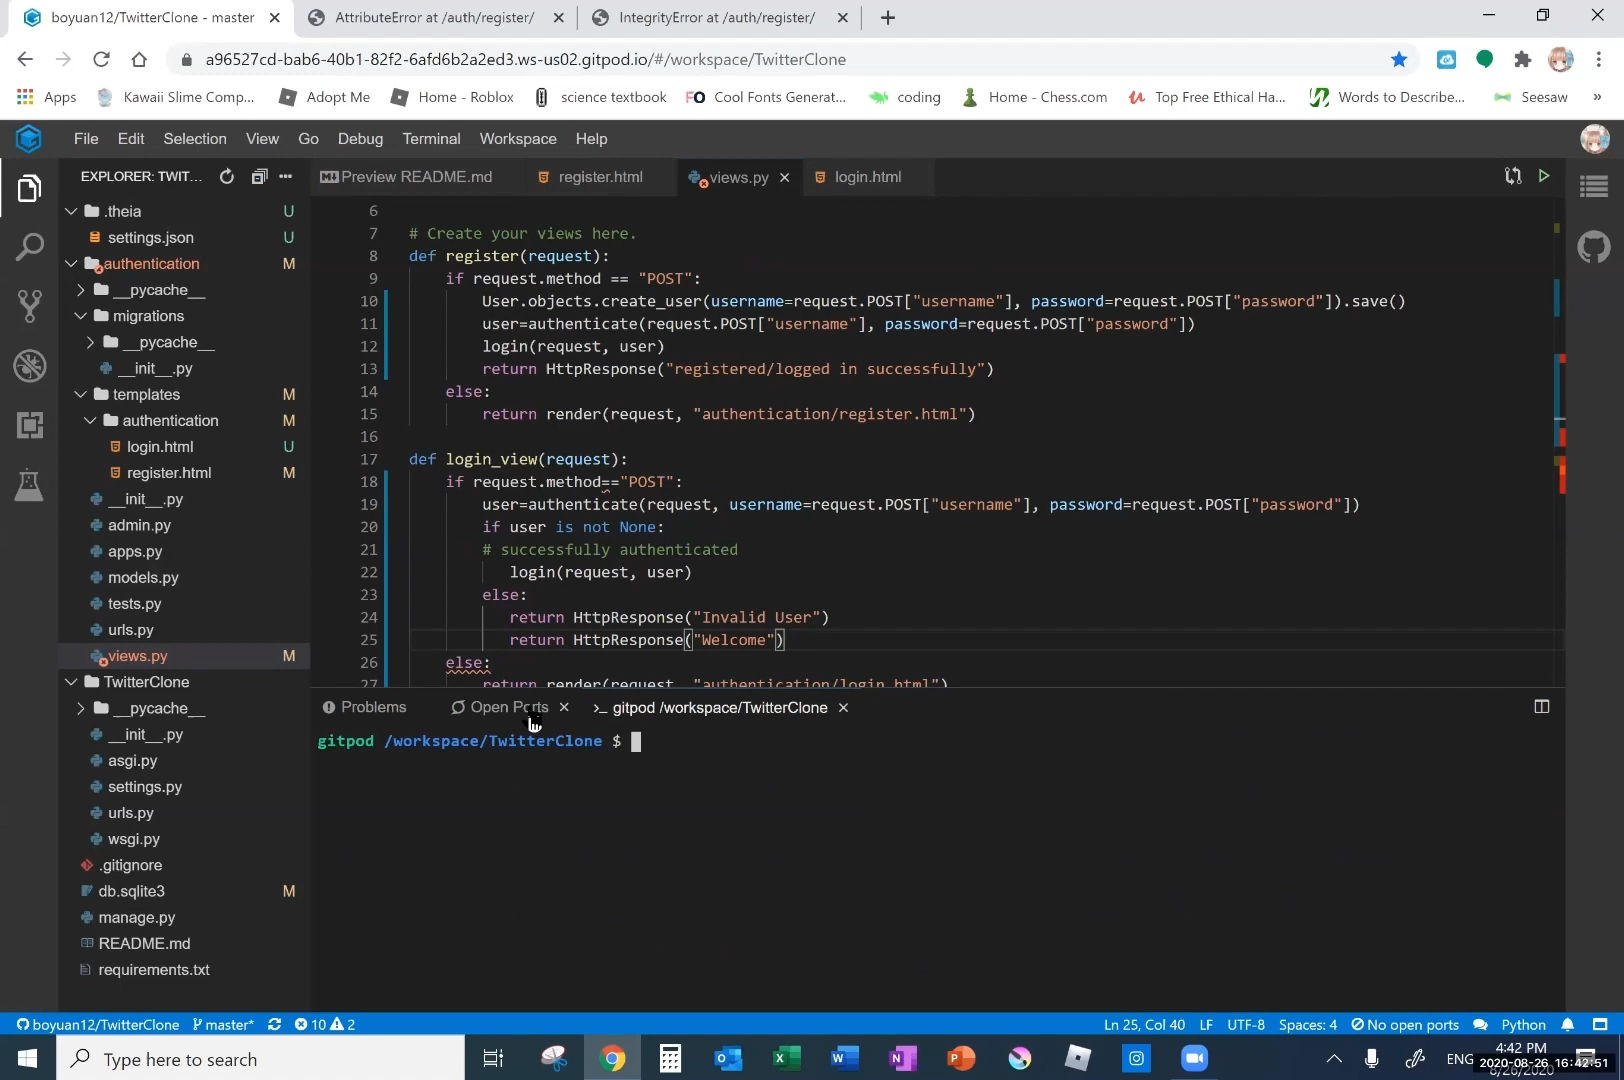 boyuan12/TwitterClone - master
AttributeError at /auth/register/
IntegrityError at /auth/register/
a96527cd-bab6-40b1-82f2-6afd6b2a2ed3.ws-us02.gitpod.io/#/workspace/TwitterClone
Apps
Kawaii Slime Comp...
Adopt Me
Home - Roblox
science textbook
FO Cool Fonts Generat...
coding
Home - Chess.com
Top Free Ethical Ha...
Words to Describe...
Seesaw
»
File Edit Selection View Go Debug Terminal Workspace Help
EXPLORER: TWIT...
Preview README.md
register.html
views.py
login.html
.theia U
settings.json U
authentication M
__pycache__
migrations
__pycache__
__init__.py
templates M
authentication M
login.html U
register.html M
__init__.py
admin.py
apps.py
models.py
tests.py
urls.py
views.py M
TwitterClone
__pycache__
__init__.py
asgi.py
settings.py
urls.py
wsgi.py
.gitignore
db.sqlite3 M
manage.py
README.md
requirements.txt
6
7 # Create your views here.
8 def register(request):
9 if request.method == "POST":
10 User.objects.create_user(username=request.POST["username"], password=request.POST["password"]).save()
11 user=authenticate(request.POST["username"], password=request.POST["password"])
12 login(request, user)
13 return HttpResponse("registered/logged in successfully")
14 else:
15 return render(request, "authentication/register.html")
16
17 def login_view(request):
18 if request.method=="POST":
19 user=authenticate(request, username=request.POST["username"], password=request.POST["password"])
20 if user is not None:
21 # successfully authenticated
22 login(request, user)
23 else:
24 return HttpResponse("Invalid User")
25 return HttpResponse("Welcome")
26 else:
27 return render(request, "authentication/login.html")
Problems
Open Ports
gitpod /workspace/TwitterClone
gitpod /workspace/TwitterClone $
boyuan12/TwitterClone master* 10 2
Ln 25, Col 40 LF UTF-8 Spaces: 4 No open ports Python
Type here to search
ENG
4:42 PM
2020-08-26 16:42:51